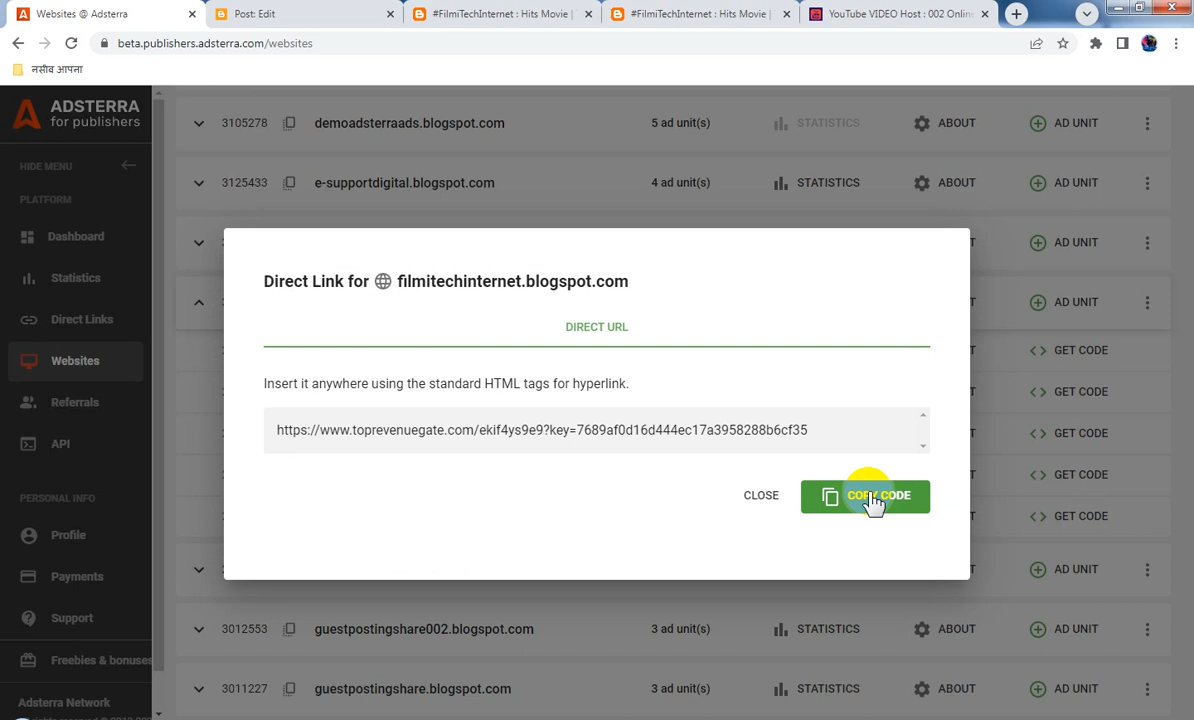 Websites @ Adsterra
Post: Edit
#FilmiTechInternet : Hits Movie |
#FilmiTechInternet : Hits Movie |
YouTube VIDEO Host : 002 Online
beta.publishers.adsterra.com/websites
नसीब आपना
ADSTERRA
for publishers
HIDE MENU
PLATFORM
Dashboard
Statistics
Direct Links
Websites
Referrals
API
PERSONAL INFO
Profile
Payments
Support
Freebies & bonuses
Adsterra Network
3105278 demoadsterraads.blogspot.com 5 ad unit(s) STATISTICS ABOUT AD UNIT
3125433 e-supportdigital.blogspot.com 4 ad unit(s) STATISTICS ABOUT AD UNIT
AD UNIT
AD UNIT
GET CODE
GET CODE
GET CODE
GET CODE
GET CODE
AD UNIT
3012553 guestpostingshare002.blogspot.com 3 ad unit(s) STATISTICS ABOUT AD UNIT
3011227 guestpostingshare.blogspot.com 3 ad unit(s) STATISTICS ABOUT AD UNIT
Direct Link for filmitechinternet.blogspot.com
DIRECT URL
Insert it anywhere using the standard HTML tags for hyperlink.
https://www.toprevenuegate.com/ekif4ys9e9?key=7689af0d16d444ec17a3958288b6cf35
CLOSE
COPY CODE